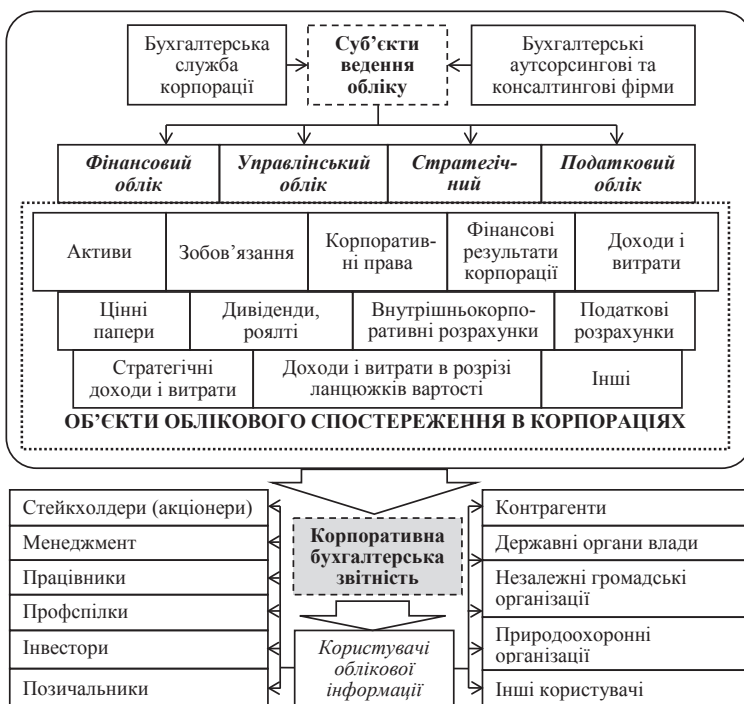 Бухгалтерська
служба
корпорації
Суб’єкти
ведення
обліку
Бухгалтерські
аутсорсингові та
консалтингові фірми
Фінансовий
облік
Управлінський
облік
Стратегіч-
ний
Податковий
облік
Активи
Зобов’язання
Корпоратив-
ні права
Фінансові
результати
корпорації
Доходи і
витрати
Цінні
папери
Дивіденди,
роялті
Внутрішньокорпо-
ративні розрахунки
Податкові
розрахунки
Стратегічні
доходи і витрати
Доходи і витрати в розрізі
ланцюжків вартості
Інші
ОБ’ЄКТИ ОБЛІКОВОГО СПОСТЕРЕЖЕННЯ В КОРПОРАЦІЯХ
Стейкхолдери (акціонери)
Менеджмент
Працівники
Профспілки
Інвестори
Позичальники
Корпоративна
бухгалтерська
звітність
Користувачі
облікової
інформації
Контрагенти
Державні органи влади
Незалежні громадські
організації
Природоохоронні
організації
Інші користувачі